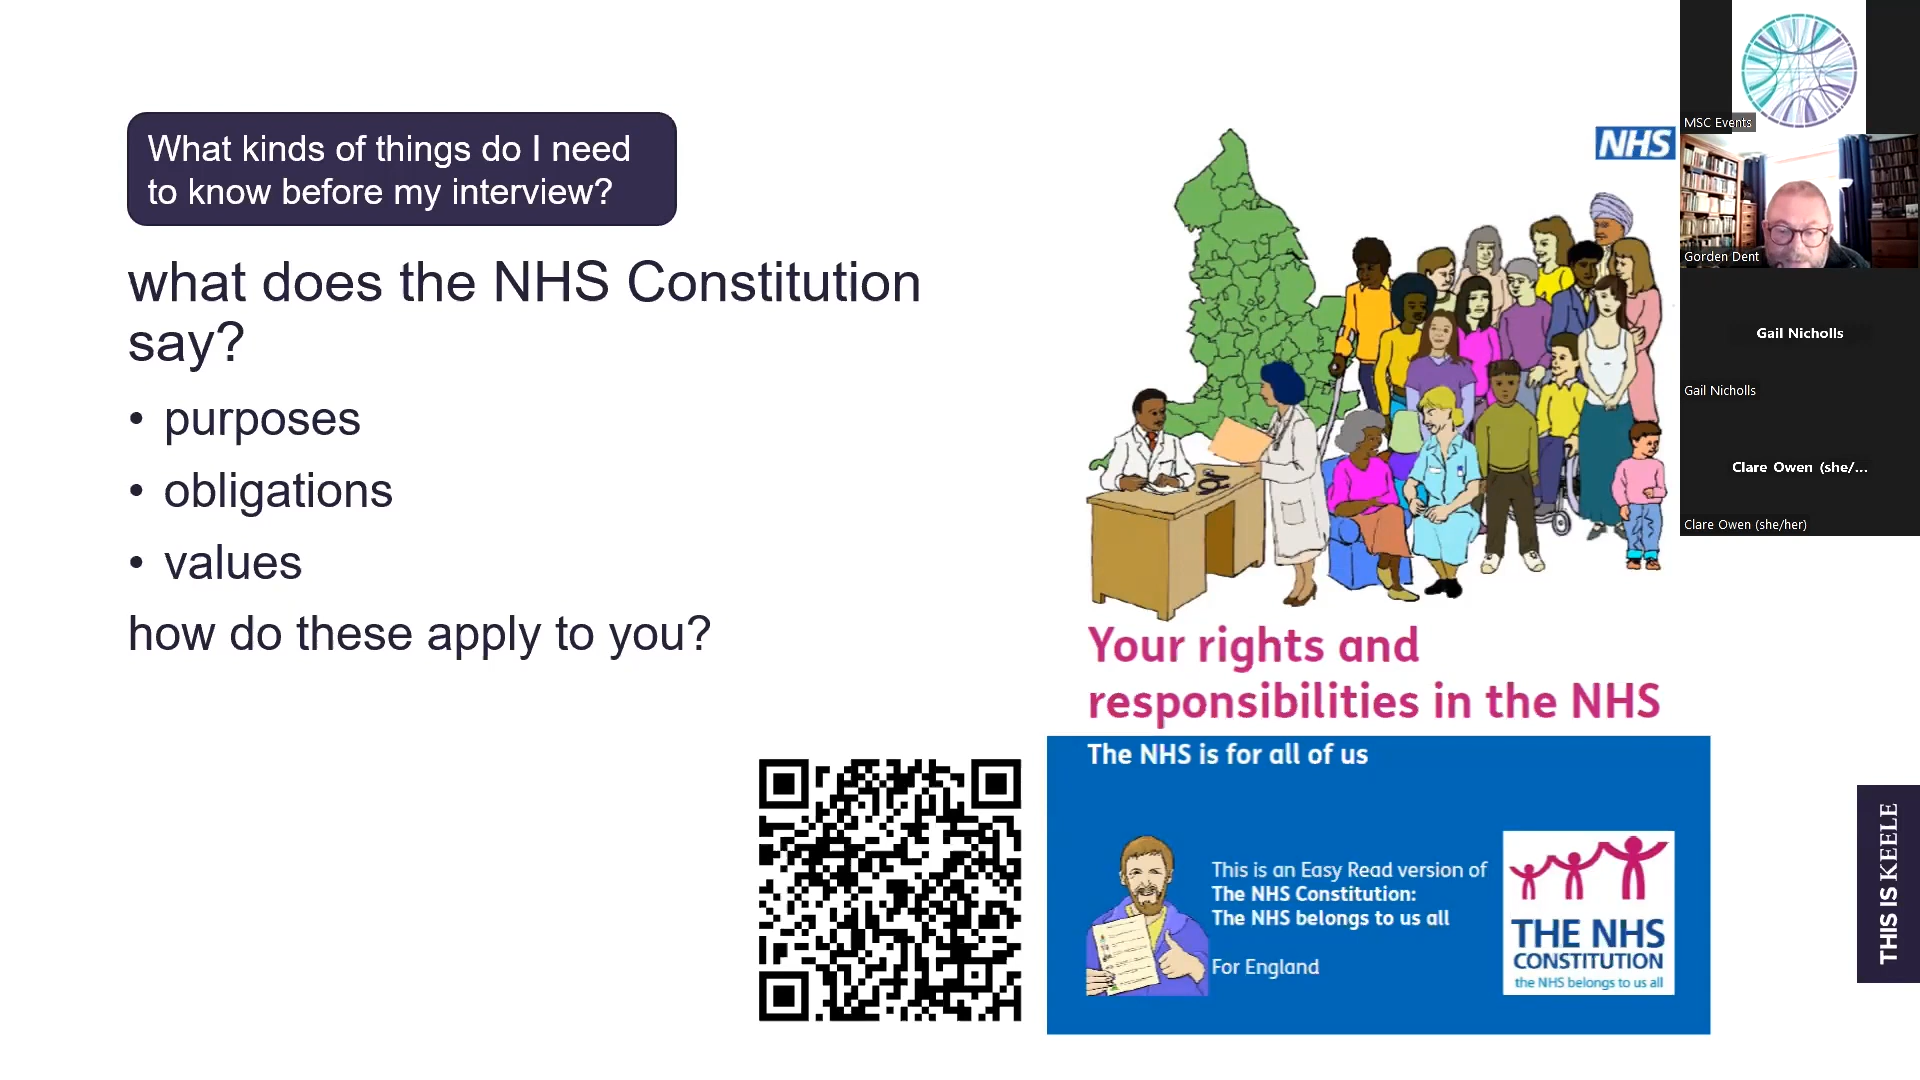 What kinds of things do I need
to know before my interview?
what does the NHS Constitution
say?
• purposes
• obligations
• values
how do these apply to you?
NHS
Your rights and
responsibilities in the NHS
The NHS is for all of us
This is an Easy Read version of
The NHS Constitution:
The NHS belongs to us all
For England
THE NHS
CONSTITUTION
the NHS belongs to us all
MSC Events
Gorden Dent
Gail Nicholls
Gail Nicholls
Clare Owen (she/...
Clare Owen (she/her)
THIS IS KEELE